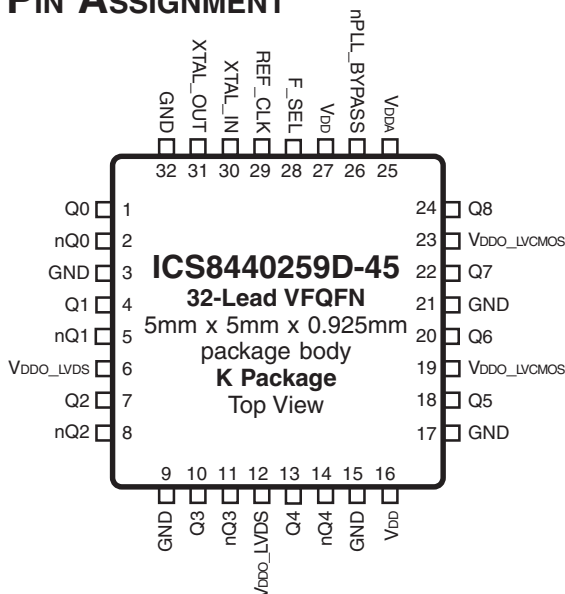 PIN ASSIGNMENT
GND
XTAL_OUT
XTAL_IN
REF_CLK
F_SEL
VDD
nPLL_BYPASS
VDDA
32 31 30 29 28 27 26 25
Q0 1
nQ0 2
GND 3
Q1 4
nQ1 5
VDDO_LVDS 6
Q2 7
nQ2 8
ICS8440259D-45
32-Lead VFQFN
5mm x 5mm x 0.925mm
package body
K Package
Top View
24 Q8
23 VDDO_LVCMOS
22 Q7
21 GND
20 Q6
19 VDDO_LVCMOS
18 Q5
17 GND
9 10 11 12 13 14 15 16
GND
Q3
nQ3
VDDO_LVDS
Q4
nQ4
GND
VDD